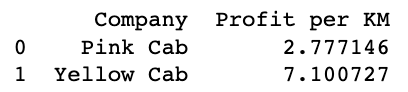 Company Profit per KM
0 Pink Cab 2.777146
1 Yellow Cab 7.100727